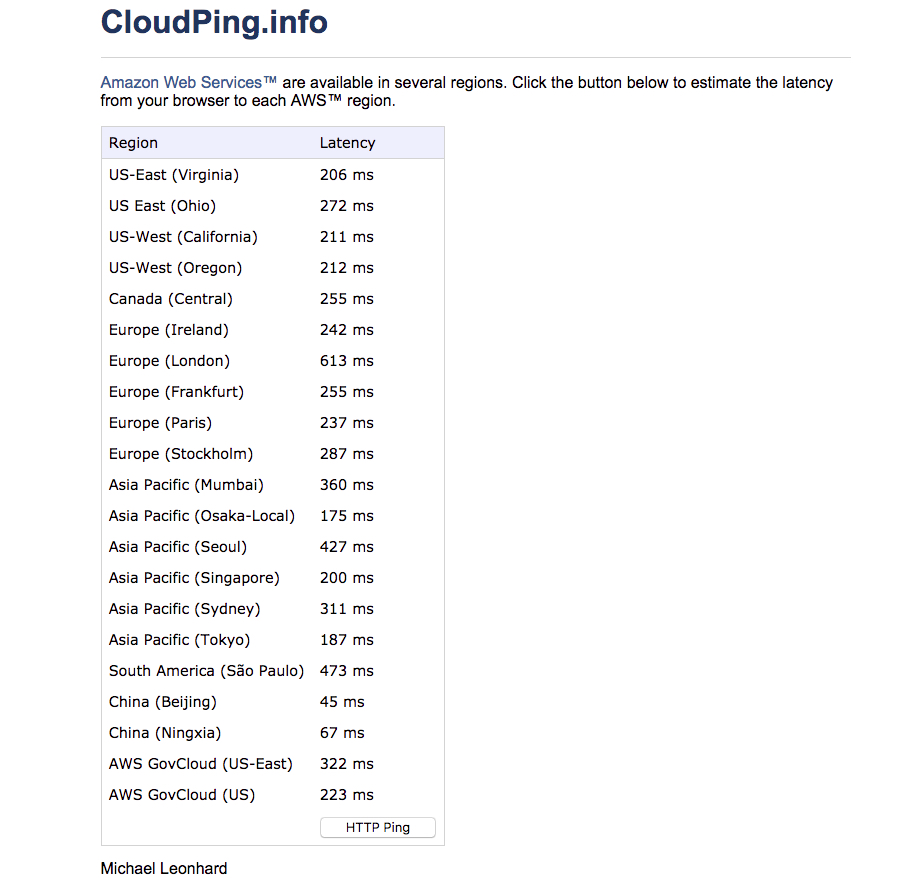 CloudPing.info
Amazon Web Services™ are available in several regions. Click the button below to estimate the latency
from your browser to each AWS™ region.
Region Latency
US-East (Virginia) 206 ms
US East (Ohio) 272 ms
US-West (California) 211 ms
US-West (Oregon) 212 ms
Canada (Central) 255 ms
Europe (Ireland) 242 ms
Europe (London) 613 ms
Europe (Frankfurt) 255 ms
Europe (Paris) 237 ms
Europe (Stockholm) 287 ms
Asia Pacific (Mumbai) 360 ms
Asia Pacific (Osaka-Local) 175 ms
Asia Pacific (Seoul) 427 ms
Asia Pacific (Singapore) 200 ms
Asia Pacific (Sydney) 311 ms
Asia Pacific (Tokyo) 187 ms
South America (São Paulo) 473 ms
China (Beijing) 45 ms
China (Ningxia) 67 ms
AWS GovCloud (US-East) 322 ms
AWS GovCloud (US) 223 ms
HTTP Ping
Michael Leonhard